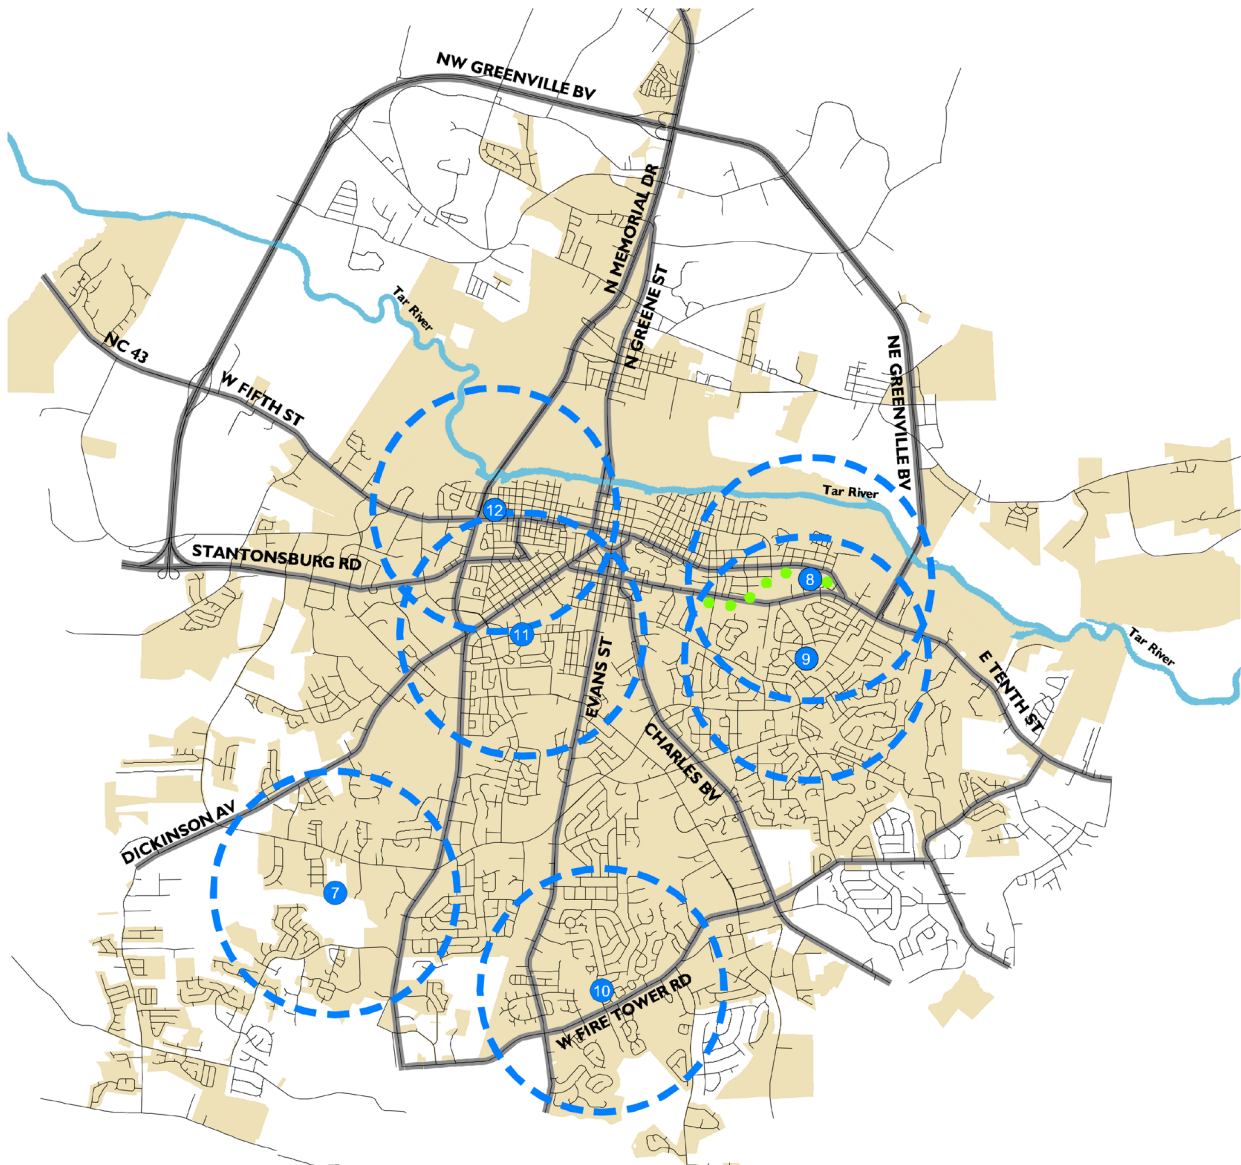 NW GREENVILLE BV
N MEMORIAL DR
N GREENE ST
Tar River
NC 43
W FIFTH ST
NE GREENVILLE BV
Tar River
12
STANTONSBURG RD
8
11
9
Tar River
EVANS ST
E TENTH ST
CHARLES BV
DICKINSON AV
7
10
W FIRE TOWER RD